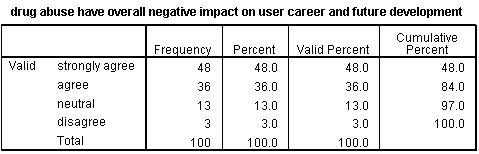 drug abuse have overall negative impact on user career and future development
Frequency Percent Valid Percent Cumulative Percent
Valid strongly agree 48 48.0 48.0 48.0
agree 36 36.0 36.0 84.0
neutral 13 13.0 13.0 97.0
disagree 3 3.0 3.0 100.0
Total 100 100.0 100.0